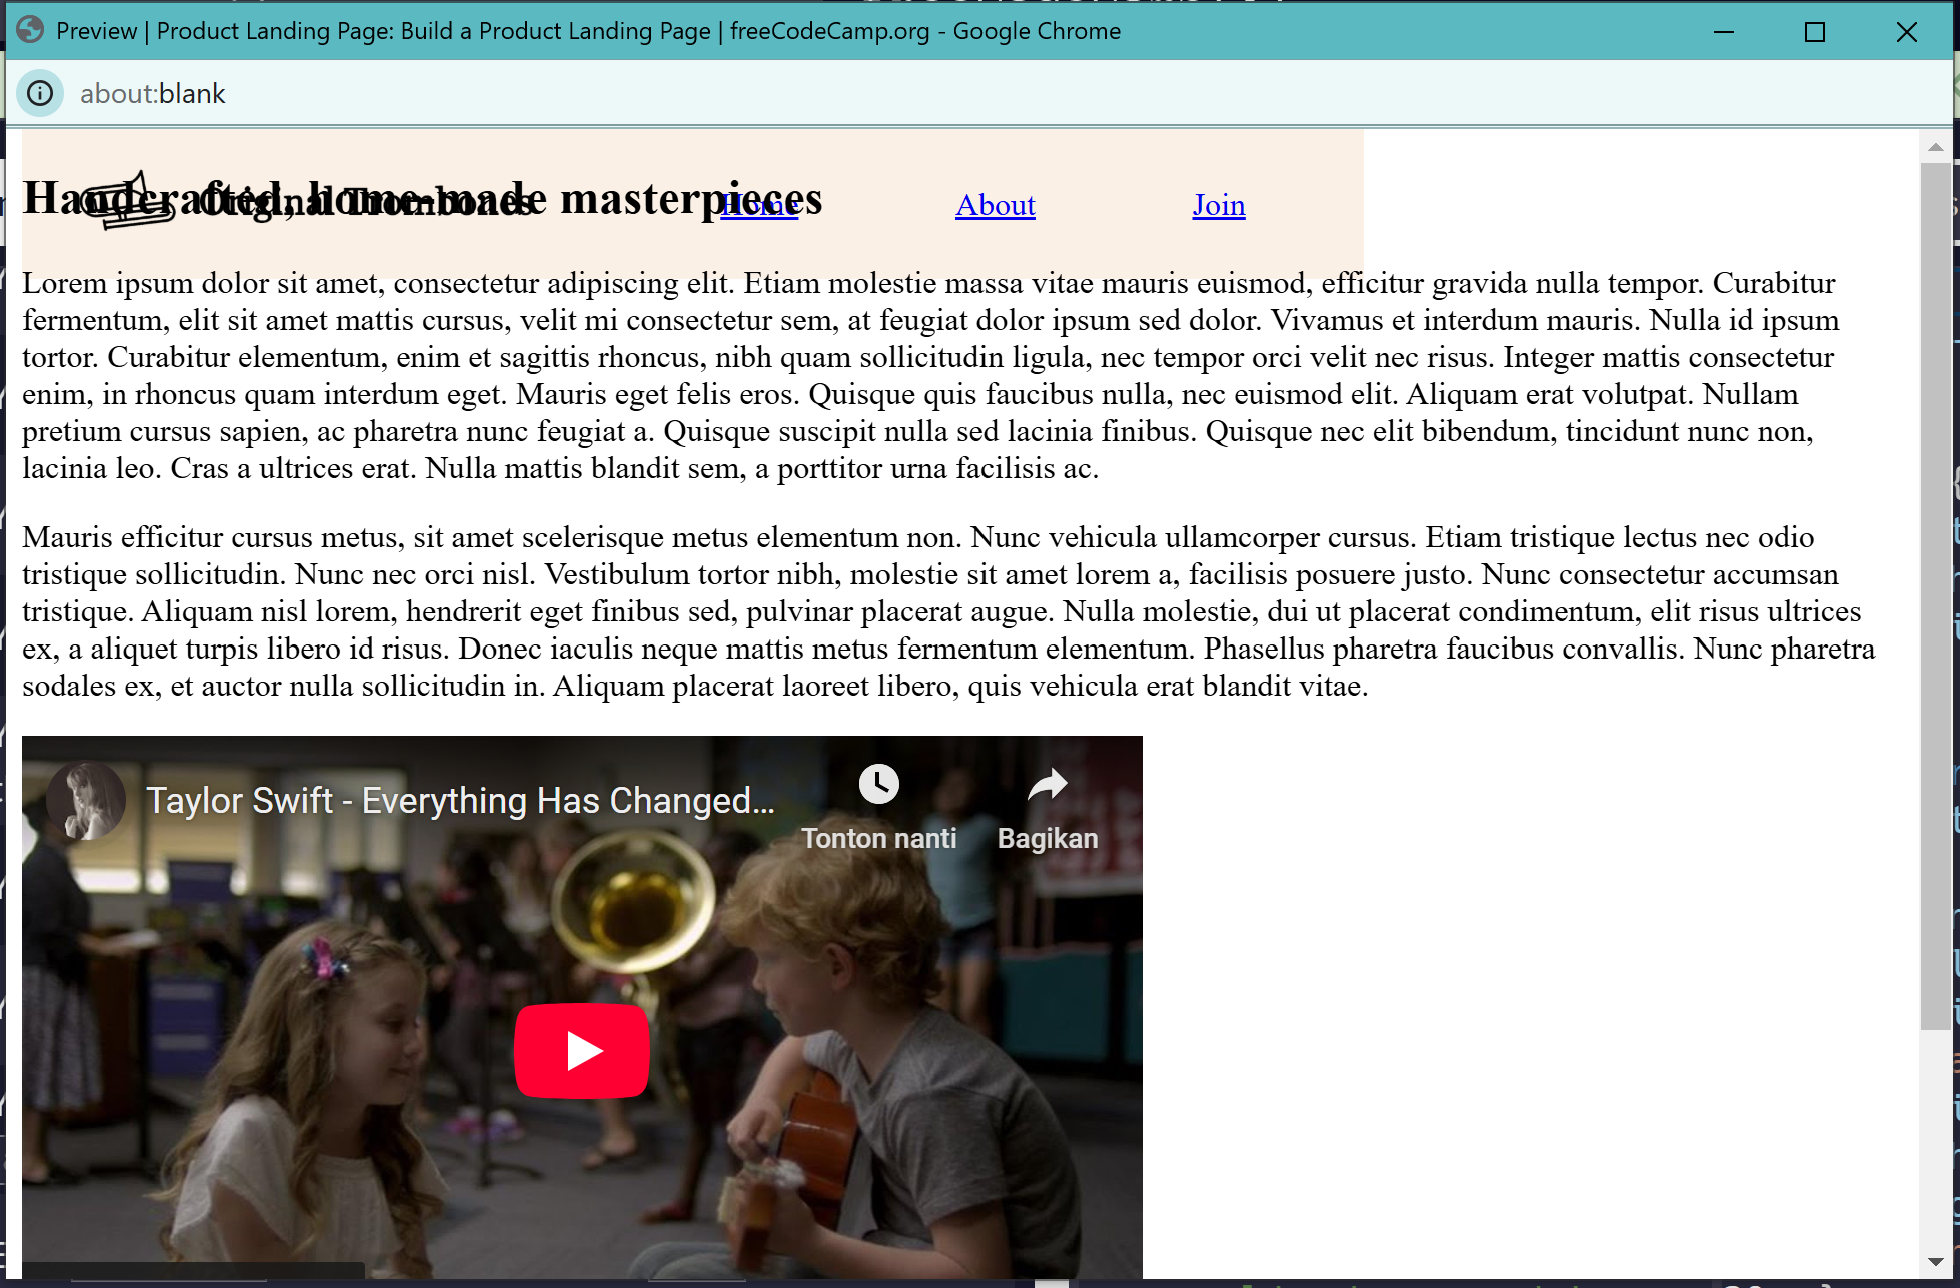 Preview | Product Landing Page: Build a Product Landing Page | freeCodeCamp.org - Google Chrome
about:blank
Handcrafted, home-made masterpieces
Original Trombones
Home
About
Join
Lorem ipsum dolor sit amet, consectetur adipiscing elit. Etiam molestie massa vitae mauris euismod, efficitur gravida nulla tempor. Curabitur
fermentum, elit sit amet mattis cursus, velit mi consectetur sem, at feugiat dolor ipsum sed dolor. Vivamus et interdum mauris. Nulla id ipsum
tortor. Curabitur elementum, enim et sagittis rhoncus, nibh quam sollicitudin ligula, nec tempor orci velit nec risus. Integer mattis consectetur
enim, in rhoncus quam interdum eget. Mauris eget felis eros. Quisque quis faucibus nulla, nec euismod elit. Aliquam erat volutpat. Nullam
pretium cursus sapien, ac pharetra nunc feugiat a. Quisque suscipit nulla sed lacinia finibus. Quisque nec elit bibendum, tincidunt nunc non,
lacinia leo. Cras a ultrices erat. Nulla mattis blandit sem, a porttitor urna facilisis ac.
Mauris efficitur cursus metus, sit amet scelerisque metus elementum non. Nunc vehicula ullamcorper cursus. Etiam tristique lectus nec odio
tristique sollicitudin. Nunc nec orci nisl. Vestibulum tortor nibh, molestie sit amet lorem a, facilisis posuere justo. Nunc consectetur accumsan
tristique. Aliquam nisl lorem, hendrerit eget finibus sed, pulvinar placerat augue. Nulla molestie, dui ut placerat condimentum, elit risus ultrices
ex, a aliquet turpis libero id risus. Donec iaculis neque mattis metus fermentum elementum. Phasellus pharetra faucibus convallis. Nunc pharetra
sodales ex, et auctor nulla sollicitudin in. Aliquam placerat laoreet libero, quis vehicula erat blandit vitae.
Taylor Swift - Everything Has Changed...
Tonton nanti
Bagikan